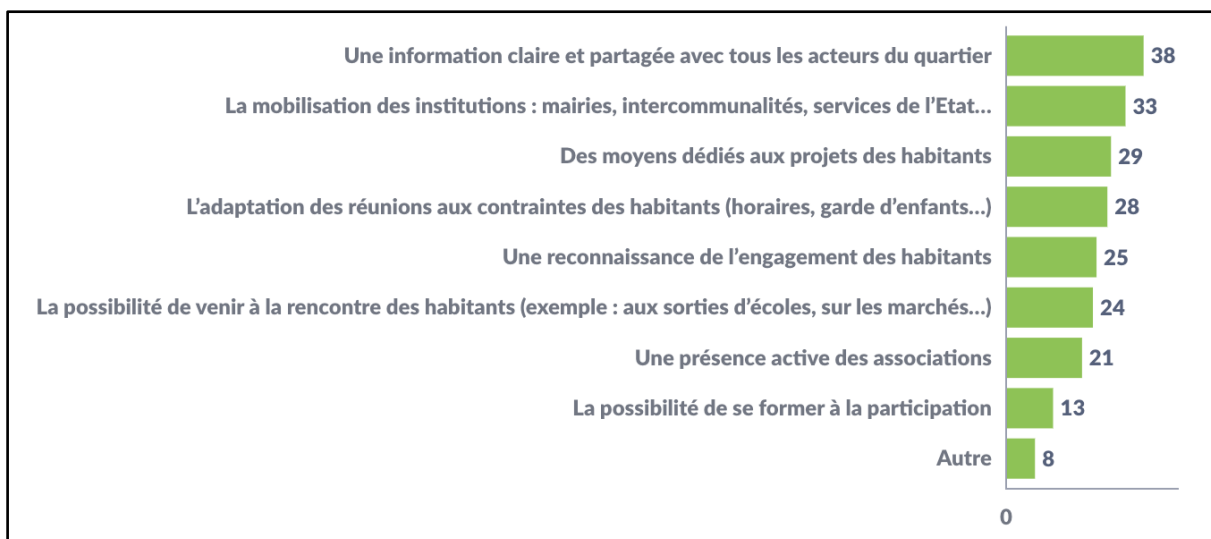 Une information claire et partagée avec tous les acteurs du quartier 38
La mobilisation des institutions : mairies, intercommunalités, services de l'Etat... 33
Des moyens dédiés aux projets des habitants 29
L'adaptation des réunions aux contraintes des habitants (horaires, garde d'enfants...) 28
Une reconnaissance de l'engagement des habitants 25
La possibilité de venir à la rencontre des habitants (exemple : aux sorties d'écoles, sur les marchés...) 24
Une présence active des associations 21
La possibilité de se former à la participation 13
Autre 8
0